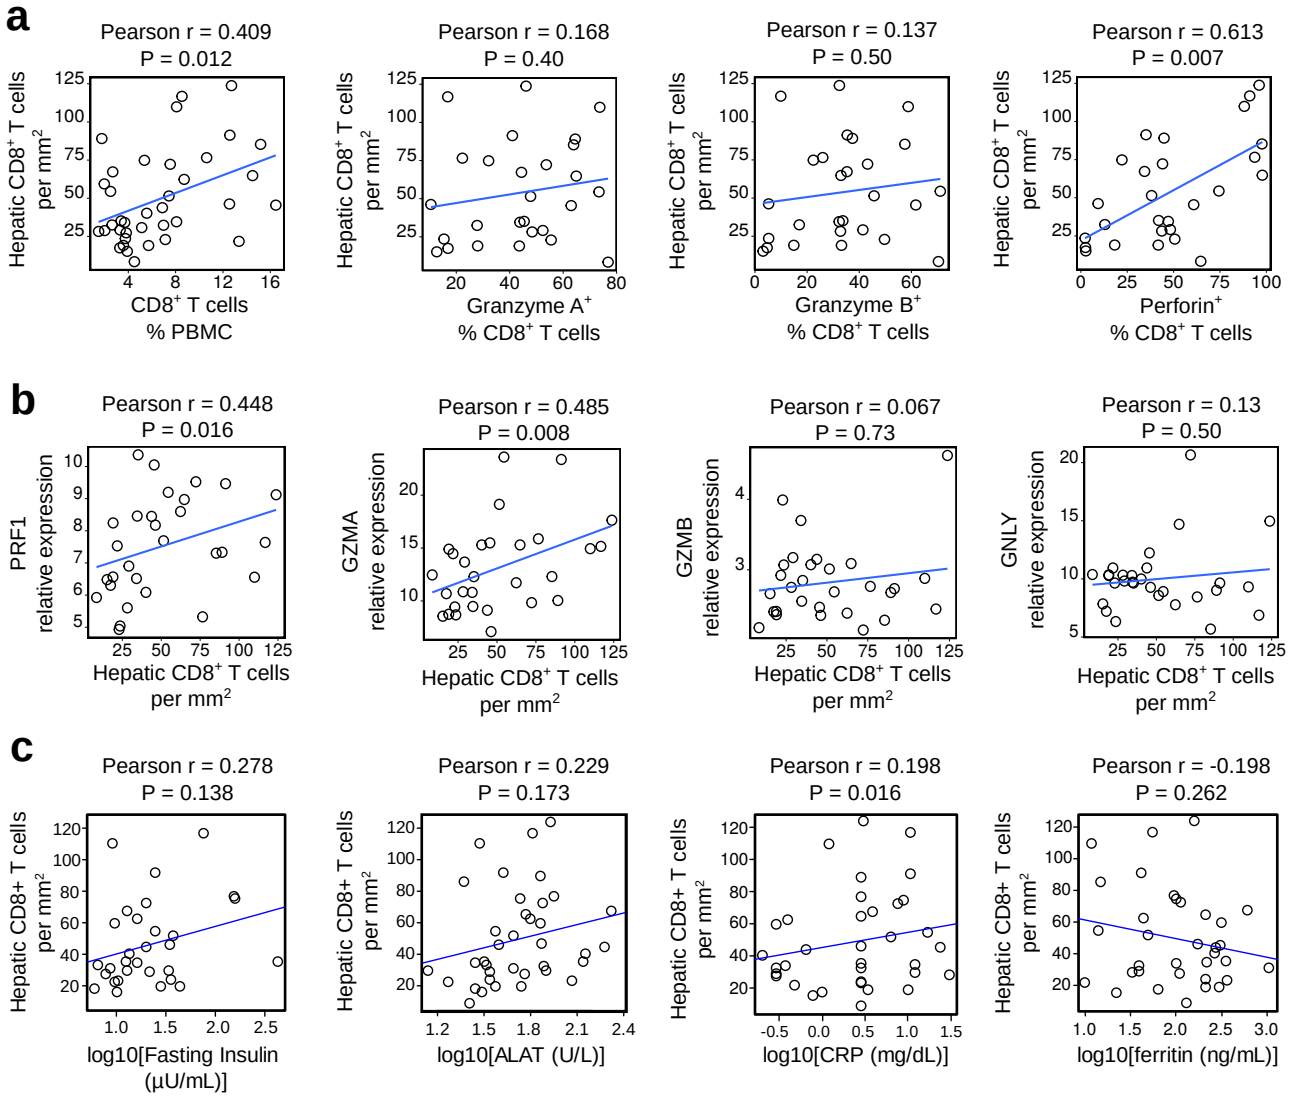 a
Pearson r = 0.409
P = 0.012
Hepatic CD8⁺ T cells
per mm²
125
100
75
50
25
4
8
12
16
CD8⁺ T cells
% PBMC
Pearson r = 0.168
P = 0.40
Hepatic CD8⁺ T cells
per mm²
125
100
75
50
25
20
40
60
80
Granzyme A⁺
% CD8⁺ T cells
Pearson r = 0.137
P = 0.50
Hepatic CD8⁺ T cells
per mm²
125
100
75
50
25
0
20
40
60
Granzyme B⁺
% CD8⁺ T cells
Pearson r = 0.613
P = 0.007
Hepatic CD8⁺ T cells
per mm²
125
100
75
50
25
0
25
50
75
100
Perforin⁺
% CD8⁺ T cells
b
Pearson r = 0.448
P = 0.016
PRF1
relative expression
10
9
8
7
6
5
25
50
75
100
125
Hepatic CD8⁺ T cells
per mm²
Pearson r = 0.485
P = 0.008
GZMA
relative expression
20
15
10
25
50
75
100
125
Hepatic CD8⁺ T cells
per mm²
Pearson r = 0.067
P = 0.73
GZMB
relative expression
4
3
25
50
75
100
125
Hepatic CD8⁺ T cells
per mm²
Pearson r = 0.13
P = 0.50
GNLY
relative expression
20
15
10
5
25
50
75
100
125
Hepatic CD8⁺ T cells
per mm²
c
Pearson r = 0.278
P = 0.138
Hepatic CD8+ T cells
per mm²
120
100
80
60
40
20
1.0
1.5
2.0
2.5
log10[Fasting Insulin
(µU/mL)]
Pearson r = 0.229
P = 0.173
Hepatic CD8+ T cells
per mm²
120
100
80
60
40
20
1.2
1.5
1.8
2.1
2.4
log10[ALAT (U/L)]
Pearson r = 0.198
P = 0.016
Hepatic CD8+ T cells
per mm²
120
100
80
60
40
20
-0.5
0.0
0.5
1.0
1.5
log10[CRP (mg/dL)]
Pearson r = -0.198
P = 0.262
Hepatic CD8+ T cells
per mm²
120
100
80
60
40
20
1.0
1.5
2.0
2.5
3.0
log10[ferritin (ng/mL)]